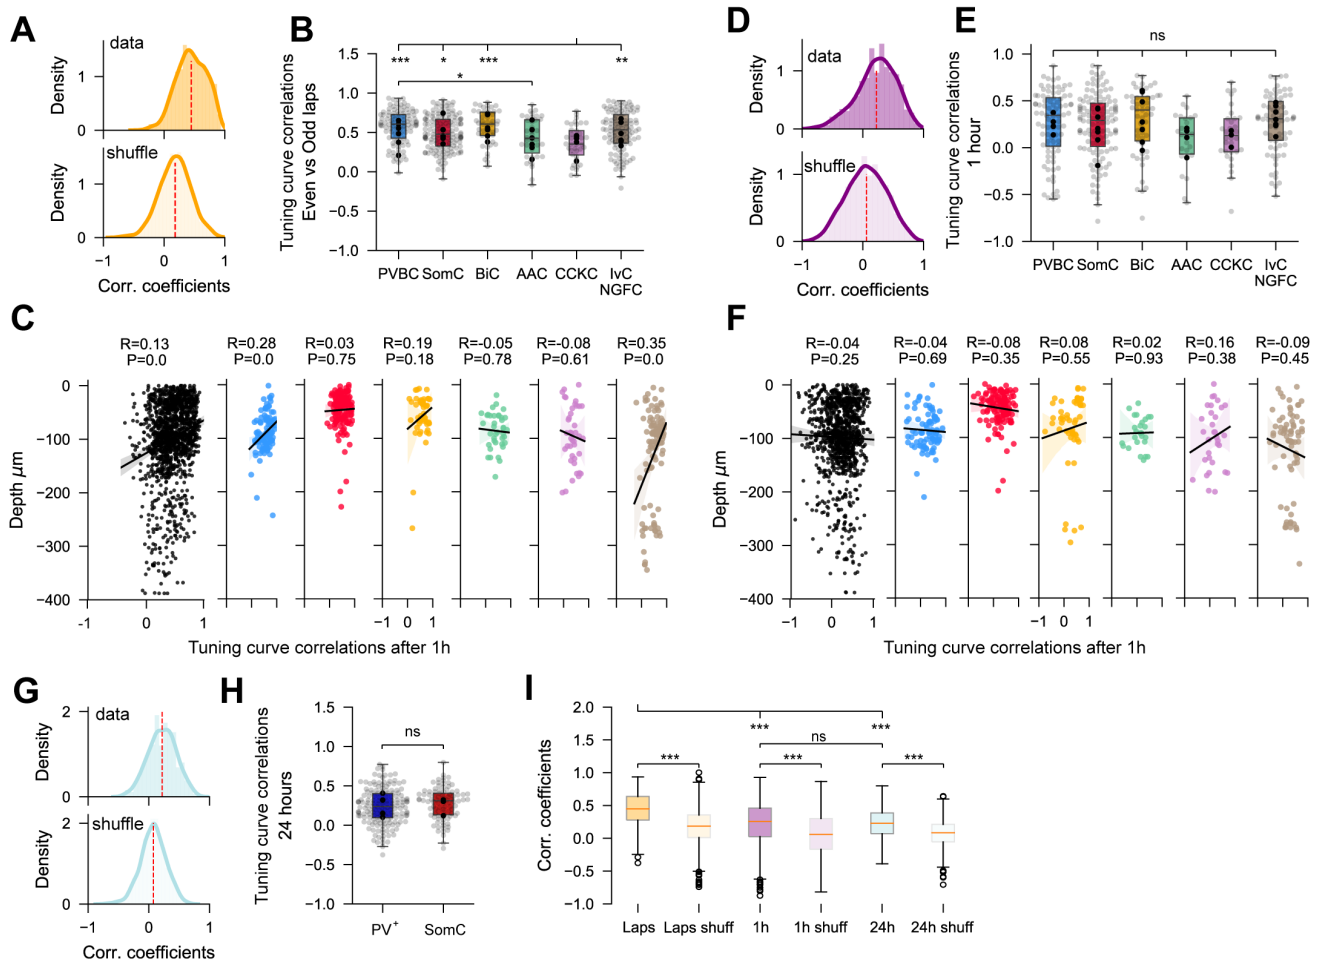 A
data
Density
1
0
shuffle
Density
1
0
−1
0
1
Corr. coefficients
B
Tuning curve correlations
Even vs Odd laps
1.5
1.0
0.5
0.0
−0.5
−1.0
***
*
***
**
*
PVBC
SomC
BiC
AAC
CCKC
IvC
NGFC
D
data
Density
1
0
shuffle
Density
1
0
−1
0
1
Corr. coefficients
E
Tuning curve correlations
1 hour
1.0
0.5
0.0
−0.5
−1.0
ns
PVBC
SomC
BiC
AAC
CCKC
IvC
NGFC
C
R=0.13
P=0.0
R=0.28
P=0.0
R=0.03
P=0.75
R=0.19
P=0.18
R=-0.05
P=0.78
R=-0.08
P=0.61
R=0.35
P=0.0
Depth μm
0
−100
−200
−300
−400
-1
0
1
−1 0 1
Tuning curve correlations after 1h
F
R=-0.04
P=0.25
R=-0.04
P=0.69
R=-0.08
P=0.35
R=0.08
P=0.55
R=0.02
P=0.93
R=0.16
P=0.38
R=-0.09
P=0.45
Depth μm
0
−100
−200
−300
−400
−1
0
1
−1 0 1
Tuning curve correlations after 1h
G
data
Density
2
0
shuffle
Density
2
0
−1
0
1
Corr. coefficients
H
Tuning curve correlations
24 hours
1.5
1.0
0.5
0.0
−0.5
−1.0
ns
PV+
SomC
I
Corr. coefficients
2.0
1.5
1.0
0.5
0.0
−0.5
−1.0
***
***
ns
***
***
***
Laps
Laps shuff
1h
1h shuff
24h
24h shuff